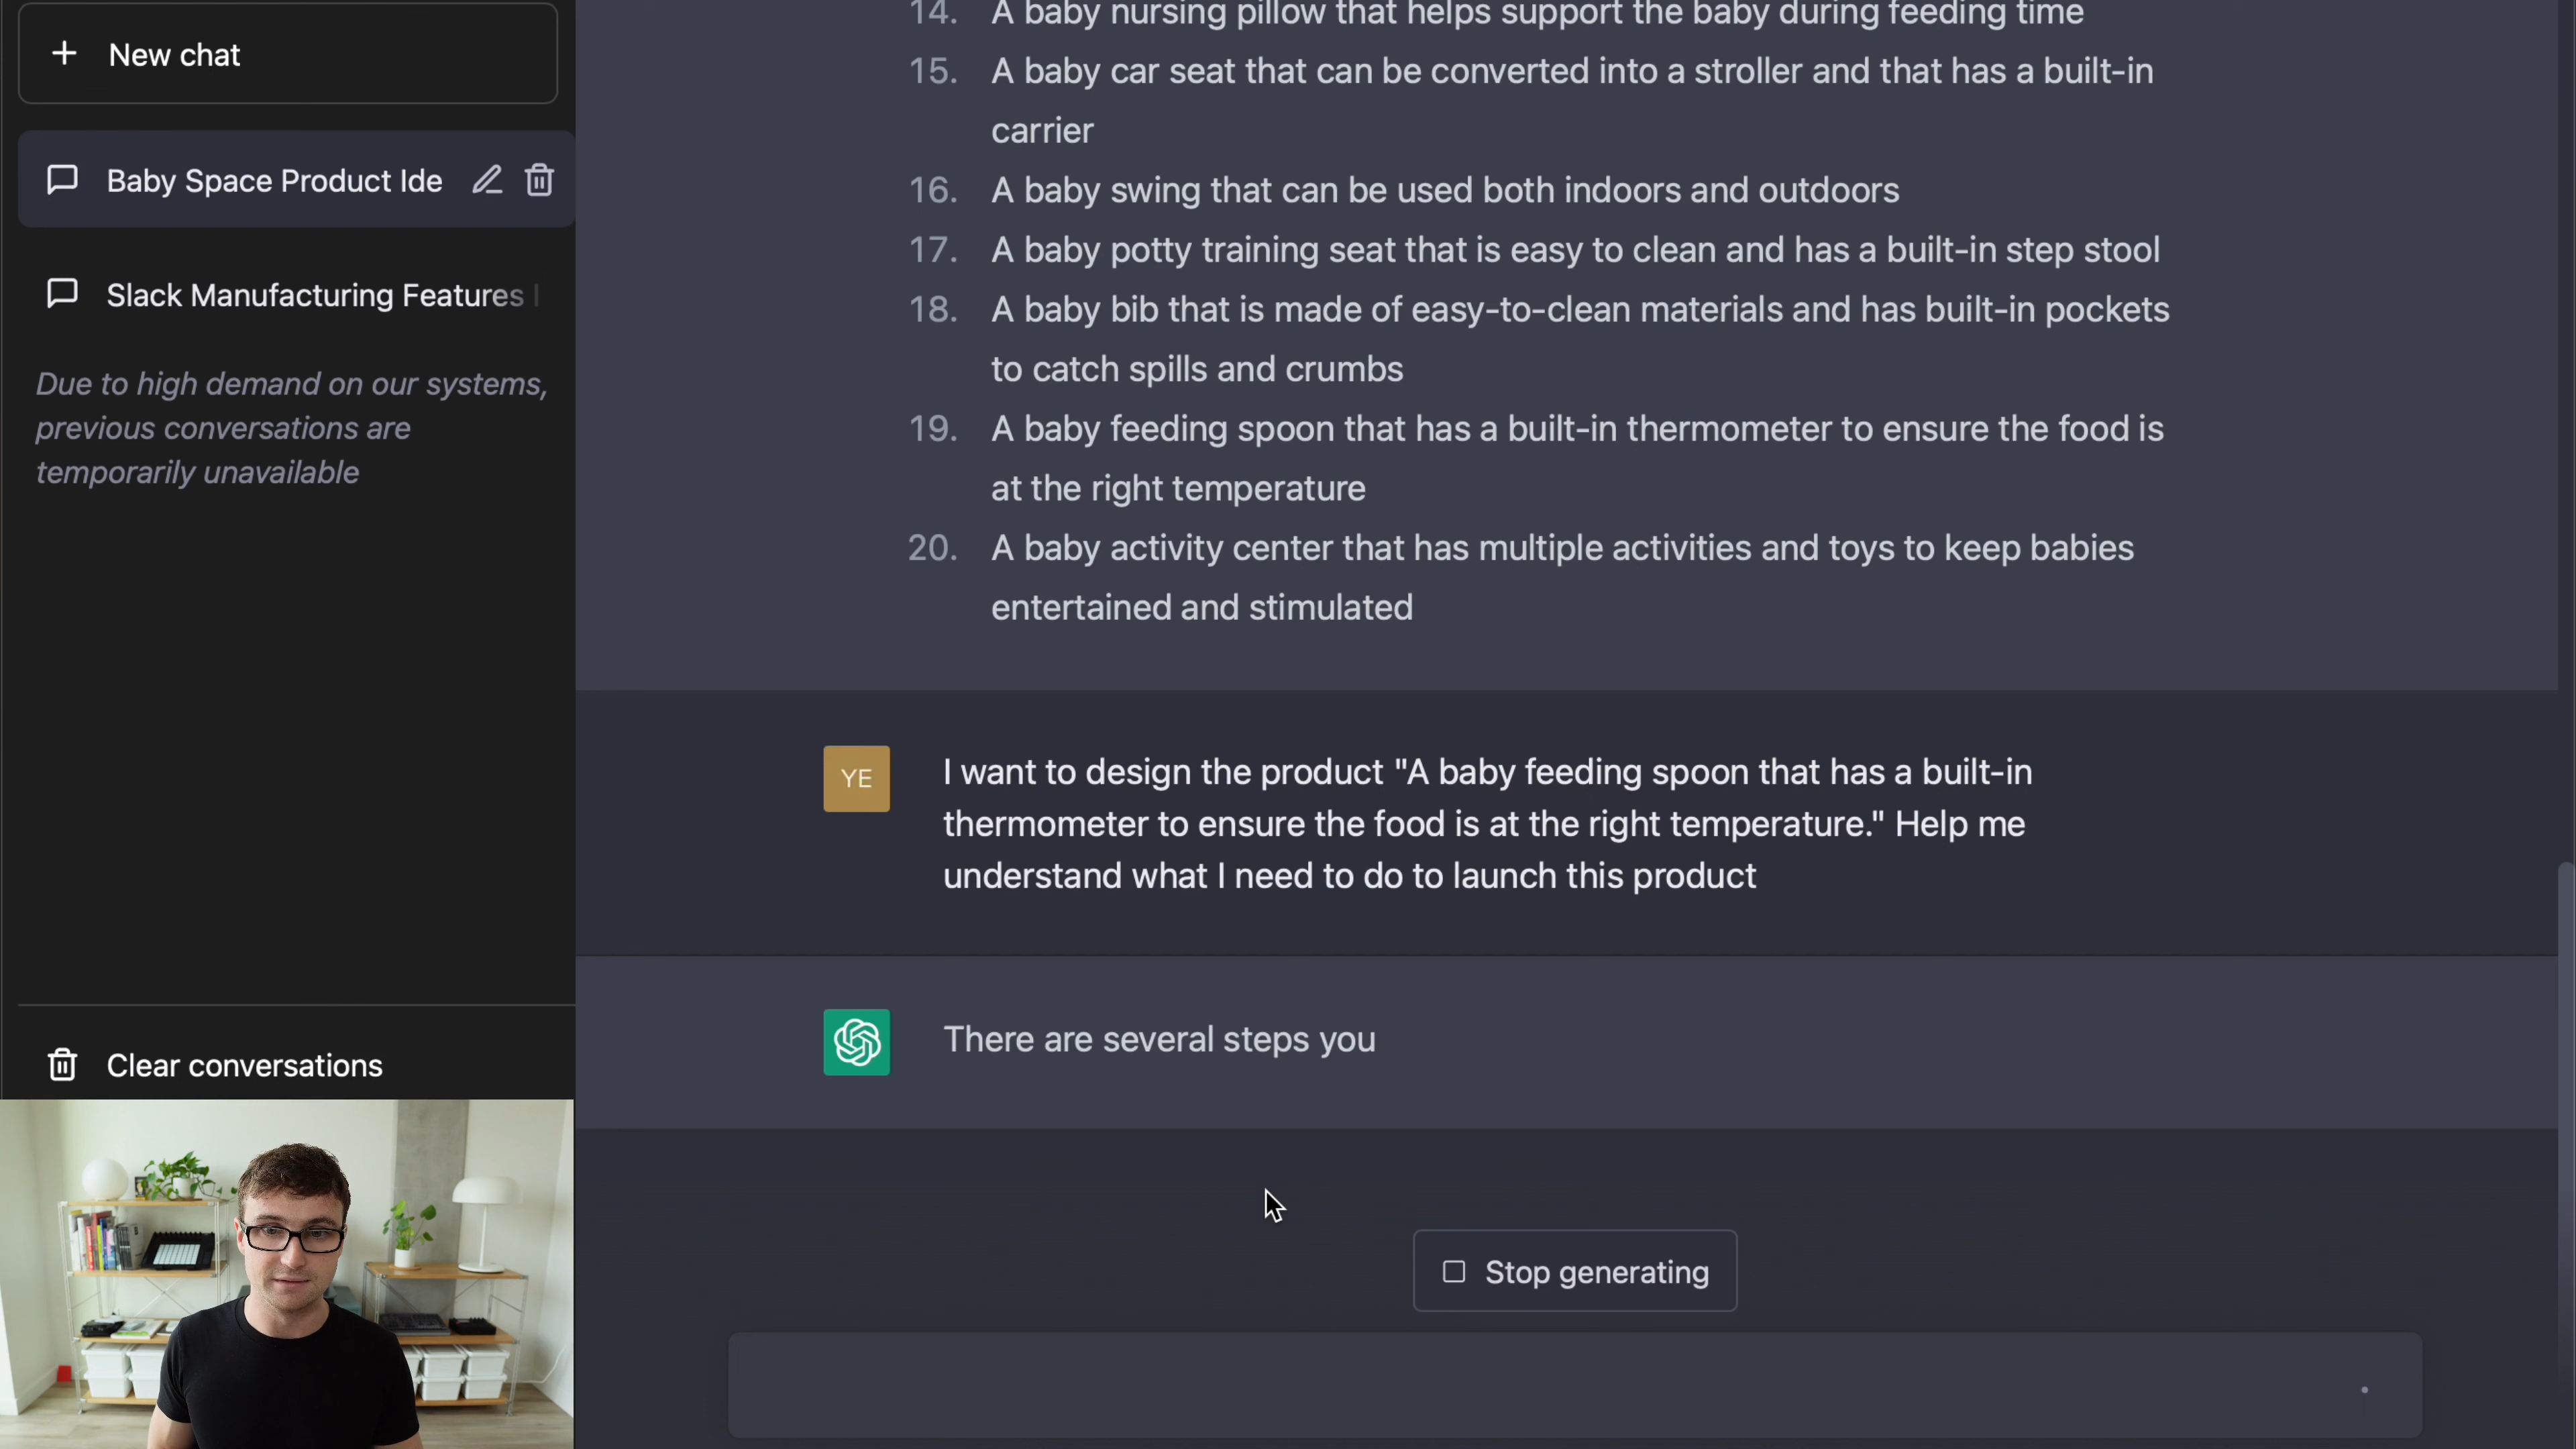 New chat
Baby Space Product Ide
Slack Manufacturing Features
Due to high demand on our systems,
previous conversations are
temporarily unavailable
Clear conversations
14. A baby nursing pillow that helps support the baby during feeding time
15. A baby car seat that can be converted into a stroller and that has a built-in
carrier
16. A baby swing that can be used both indoors and outdoors
17. A baby potty training seat that is easy to clean and has a built-in step stool
18. A baby bib that is made of easy-to-clean materials and has built-in pockets
to catch spills and crumbs
19. A baby feeding spoon that has a built-in thermometer to ensure the food is
at the right temperature
20. A baby activity center that has multiple activities and toys to keep babies
entertained and stimulated
YE
I want to design the product "A baby feeding spoon that has a built-in
thermometer to ensure the food is at the right temperature." Help me
understand what I need to do to launch this product
There are several steps you
Stop generating